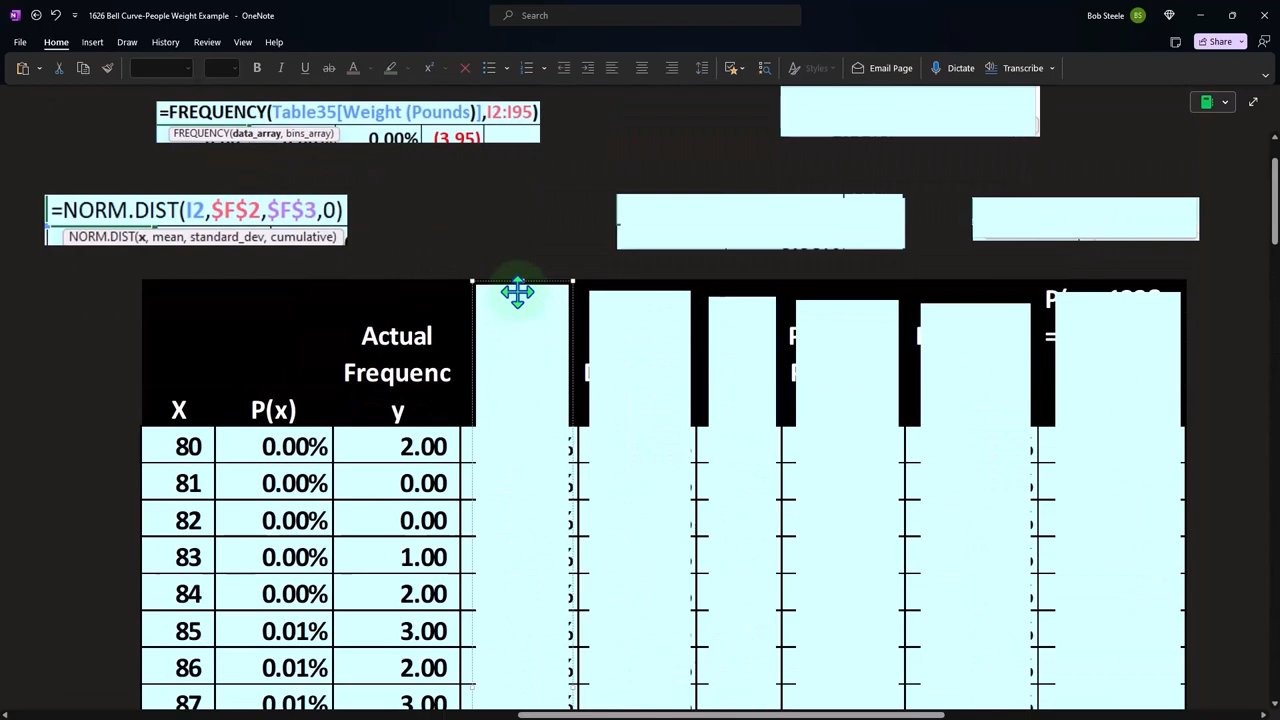 1626 Bell Curve-People Weight Example - OneNote
Search
Bob Steele
BS
File Home Insert Draw History Review View Help
Share
Email Page
Dictate
Transcribe
Styles
=FREQUENCY(Table35[Weight (Pounds)],I2:I95)
FREQUENCY(data_array, bins_array)
0.00% (3.95)
=NORM.DIST(I2,$F$2,$F$3,0)
NORM.DIST(x, mean, standard_dev, cumulative)
Actual
Frequenc
X P(x) y
80 0.00% 2.00
81 0.00% 0.00
82 0.00% 0.00
83 0.00% 1.00
84 0.00% 2.00
85 0.01% 3.00
86 0.01% 2.00
87 0.01% 3.00